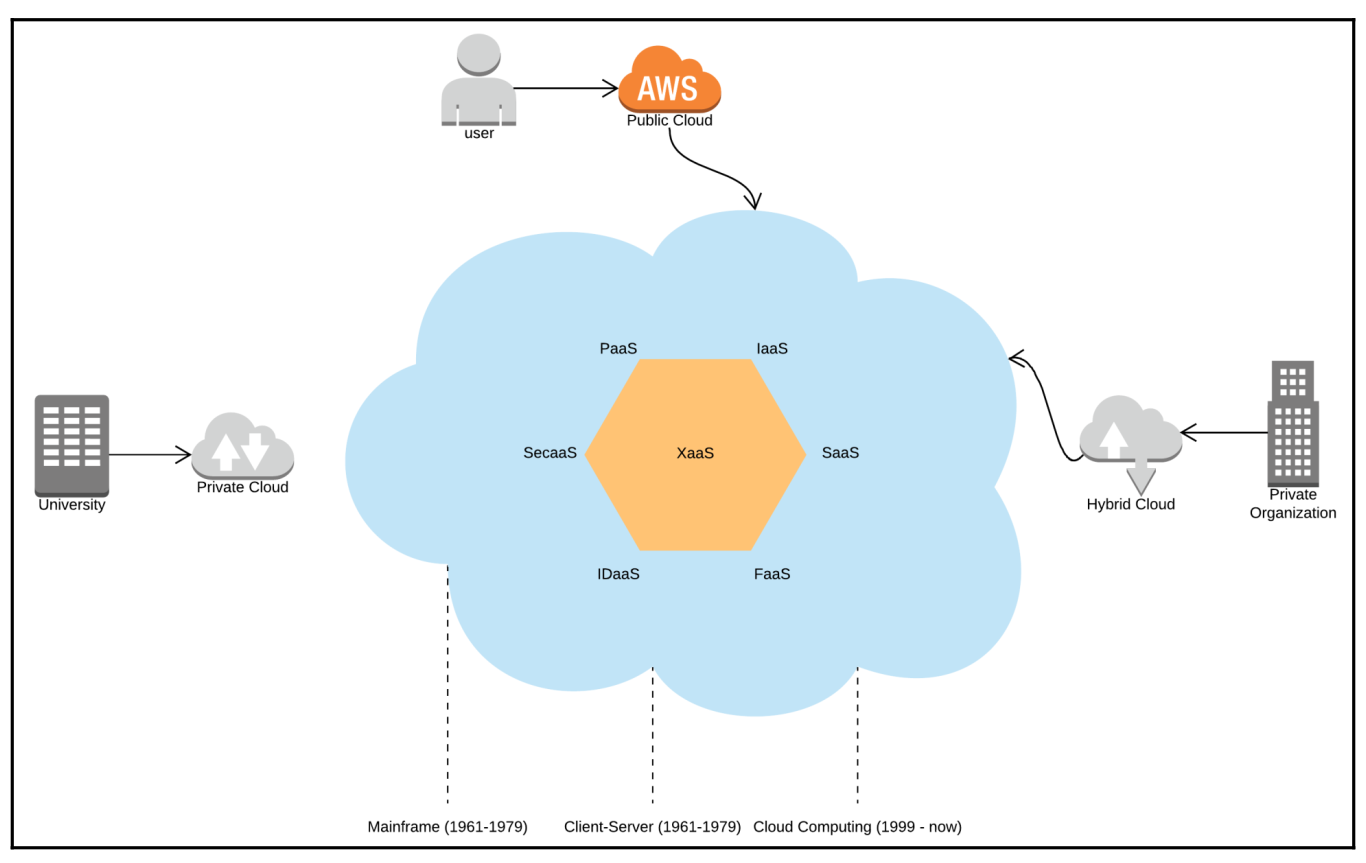 AWS
Public Cloud
user
PaaS
IaaS
SecaaS
XaaS
SaaS
IDaaS
FaaS
University
Private Cloud
Hybrid Cloud
Private
Organization
Mainframe (1961-1979)
Client-Server (1961-1979)
Cloud Computing (1999 - now)